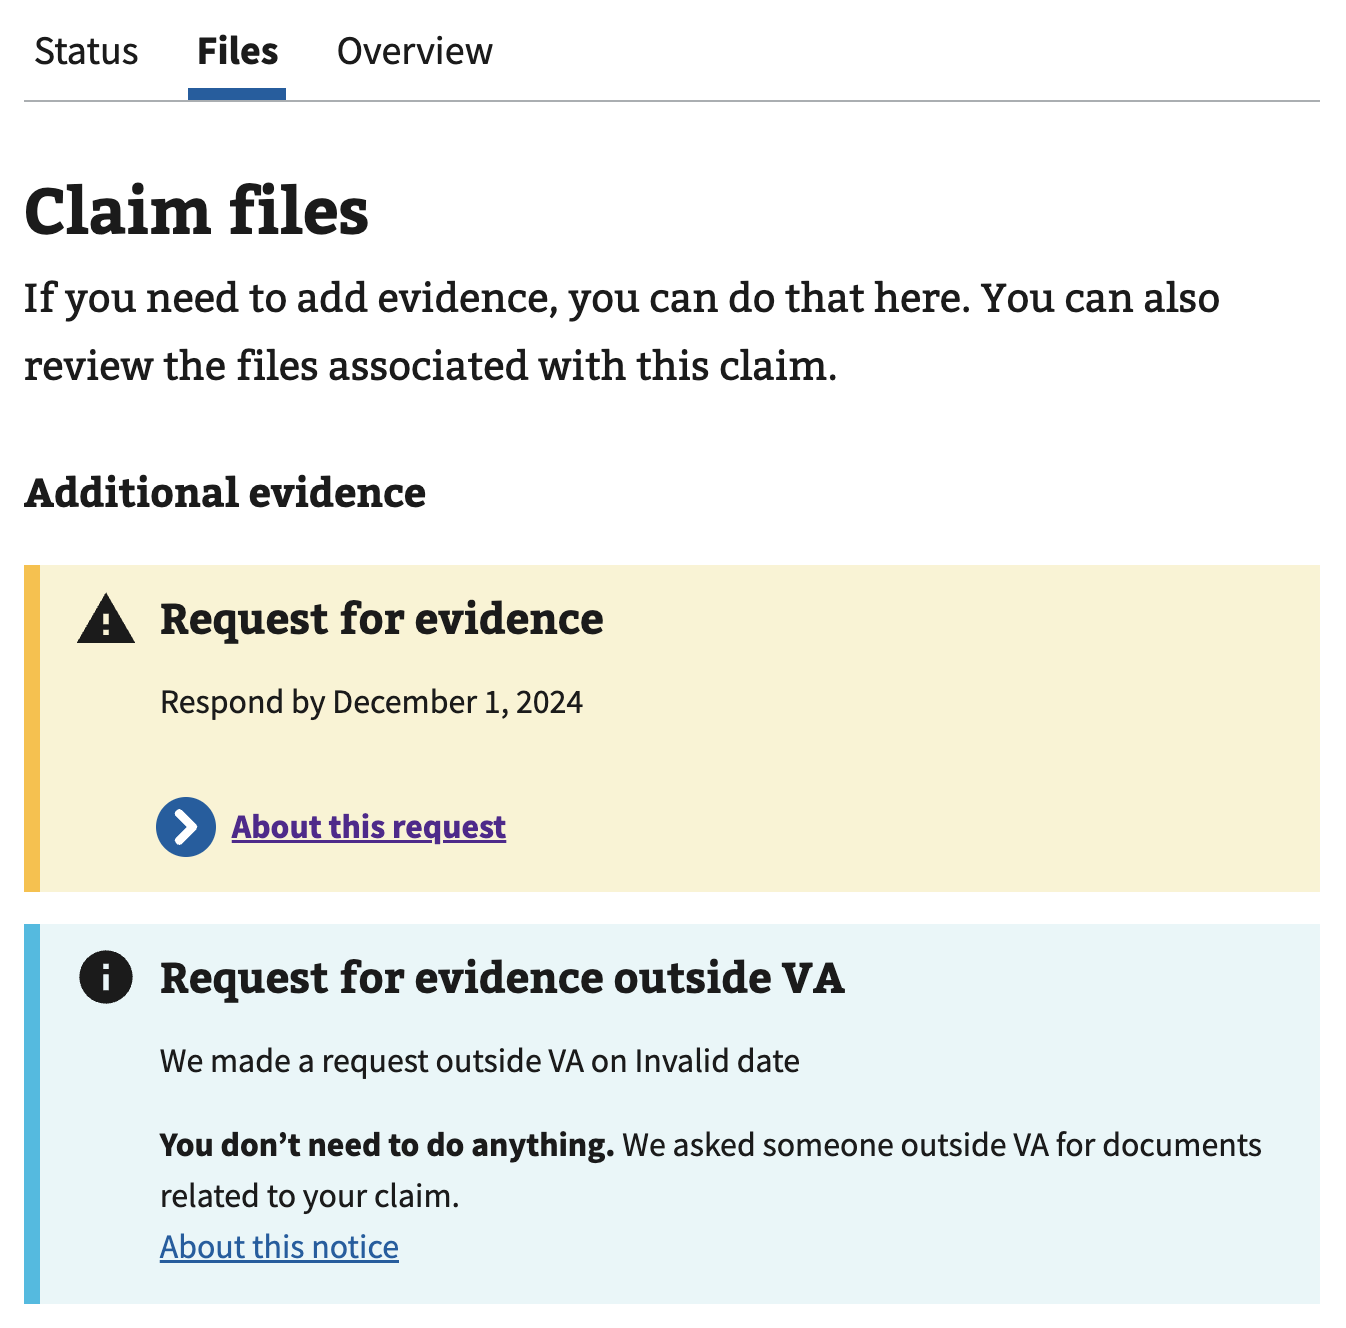 Status Files Overview
Claim files
If you need to add evidence, you can do that here. You can also
review the files associated with this claim.
Additional evidence
Request for evidence
Respond by December 1, 2024
About this request
Request for evidence outside VA
We made a request outside VA on Invalid date
You don’t need to do anything. We asked someone outside VA for documents
related to your claim.
About this notice